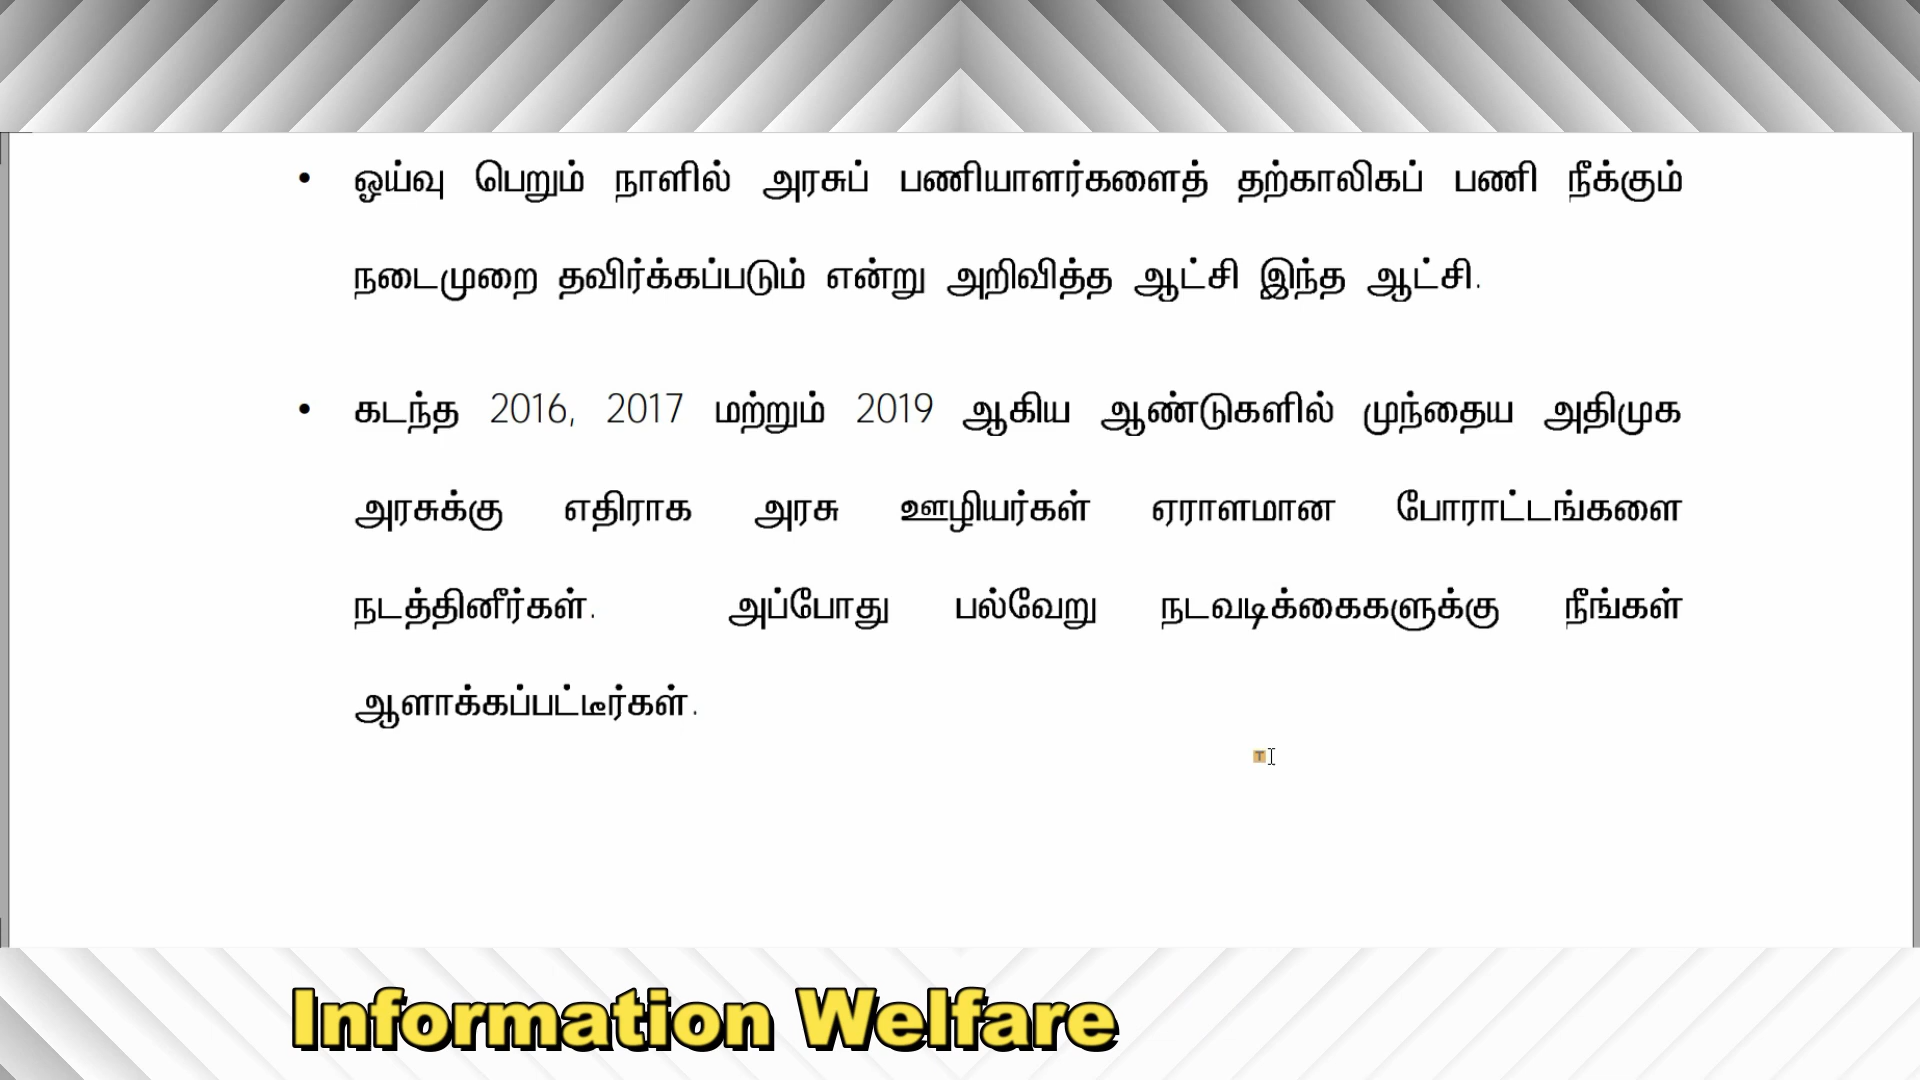 • ஓய்வு பெறும் நாளில் அரசுப் பணியாளர்களைத் தற்காலிகப் பணி நீக்கும்
நடைமுறை தவிர்க்கப்படும் என்று அறிவித்த ஆட்சி இந்த ஆட்சி.
• கடந்த 2016, 2017 மற்றும் 2019 ஆகிய ஆண்டுகளில் முந்தைய அதிமுக
அரசுக்கு எதிராக அரசு ஊழியர்கள் ஏராளமான போராட்டங்களை
நடத்தினீர்கள். அப்போது பல்வேறு நடவடிக்கைகளுக்கு நீங்கள்
ஆளாக்கப்பட்டீர்கள்.
Information Welfare